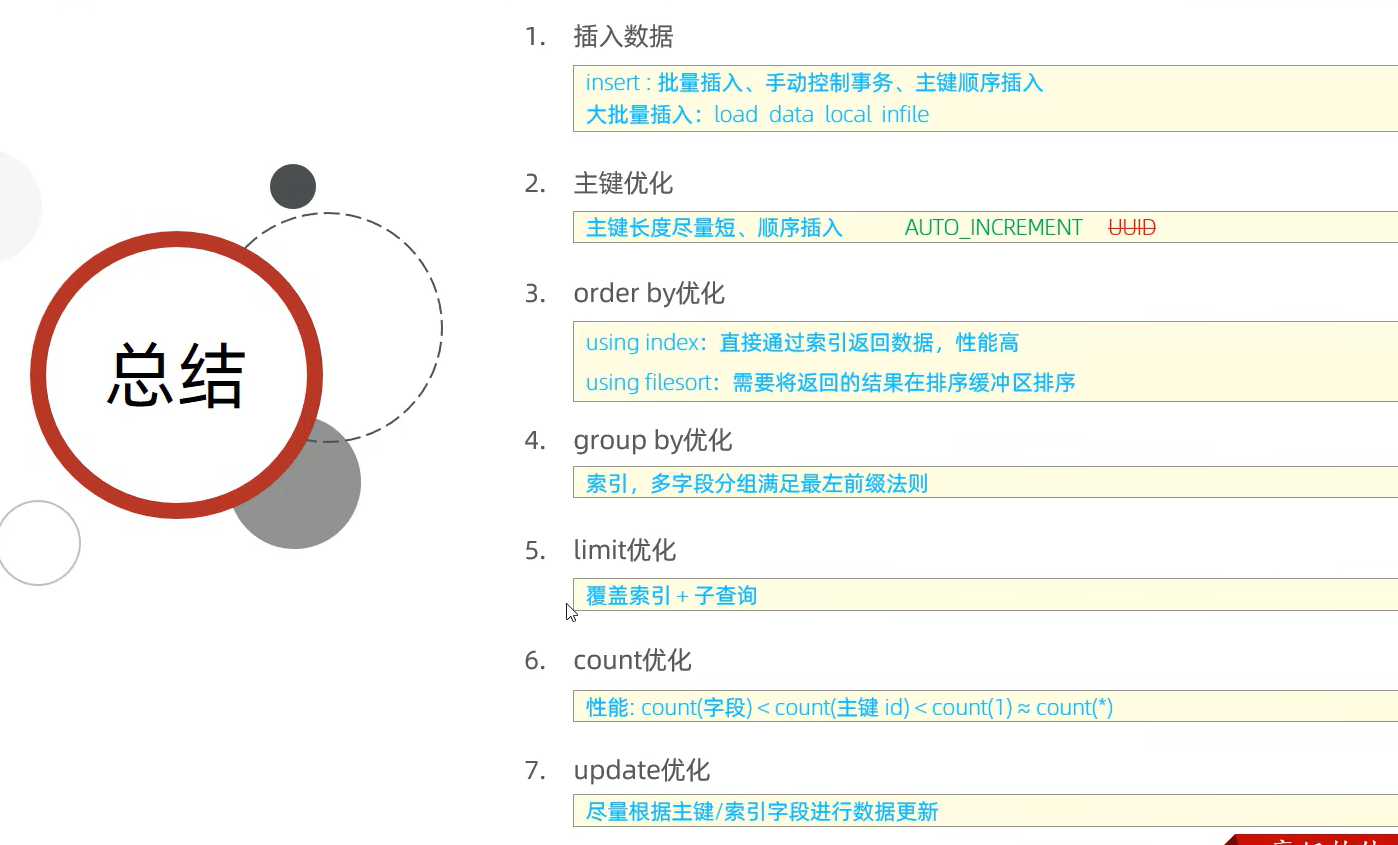 总结
1. 插入数据
insert : 批量插入、手动控制事务、主键顺序插入
大批量插入：load data local infile
2. 主键优化
主键长度尽量短、顺序插入 AUTO_INCREMENT UUID
3. order by优化
using index：直接通过索引返回数据，性能高
using filesort：需要将返回的结果在排序缓冲区排序
4. group by优化
索引，多字段分组满足最左前缀法则
5. limit优化
覆盖索引 + 子查询
6. count优化
性能: count(字段) < count(主键 id) < count(1) ≈ count(*)
7. update优化
尽量根据主键/索引字段进行数据更新